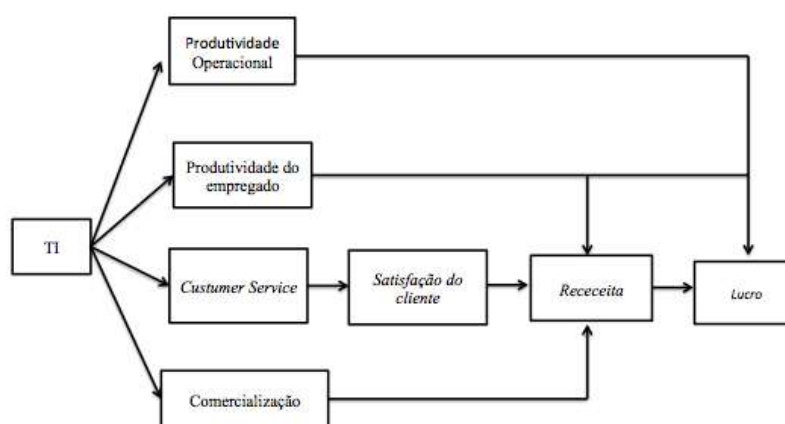 Produtividade
Operacional
Produtividade do
empregado
TI
Custumer Service
Satisfação do
cliente
Receceita
Lucro
Comercialização